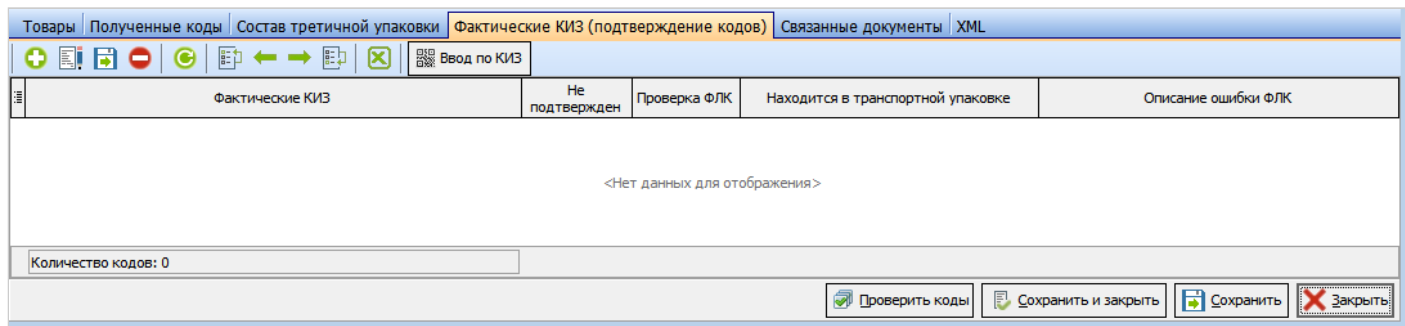 Товары Полученные коды Состав третичной упаковки Фактические КИЗ (подтверждение кодов) Связанные документы XML
Ввод по КИЗ
Фактические КИЗ Не подтвержден Проверка ФЛК Находится в транспортной упаковке Описание ошибки ФЛК
<Нет данных для отображения>
Количество кодов: 0
Проверить коды Сохранить и закрыть Сохранить Закрыть